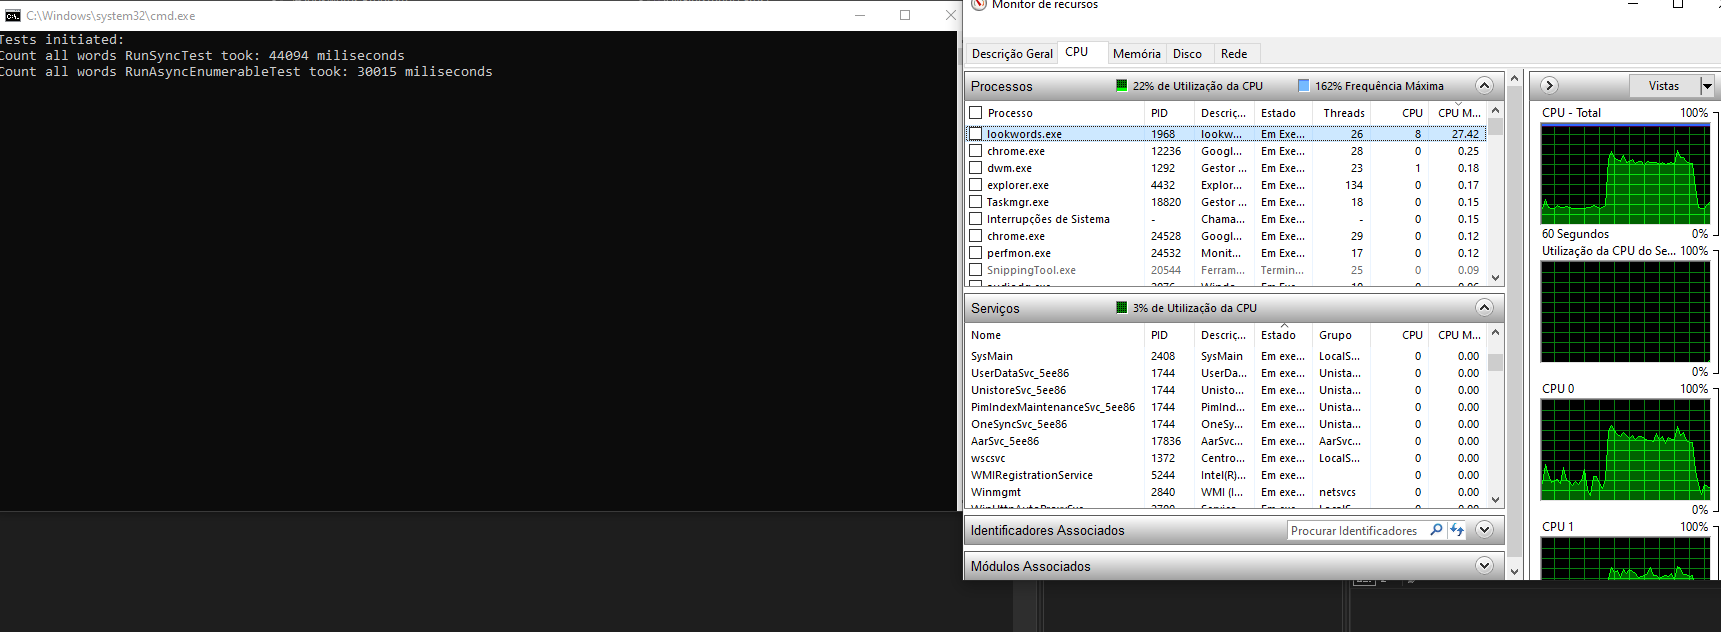 C:\Windows\system32\cmd.exe
Tests initiated:
Count all words RunSyncTest took: 44094 miliseconds
Count all words RunAsyncEnumerableTest took: 30015 miliseconds
Monitor de recursos
Descrição Geral CPU Memória Disco Rede
Processos 22% de Utilização da CPU 162% Frequência Máxima
Processo PID Descriç... Estado Threads CPU CPU M...
lookwords.exe 1968 lookw... Em Exe... 26 8 27.42
chrome.exe 12236 Googl... Em Exe... 28 0 0.25
dwm.exe 1292 Gestor ... Em Exe... 23 1 0.18
explorer.exe 4432 Explor... Em Exe... 134 0 0.17
Taskmgr.exe 18820 Gestor ... Em Exe... 18 0 0.15
Interrupções de Sistema - Chama... Em Exe... - 0 0.15
chrome.exe 24528 Googl... Em Exe... 29 0 0.12
perfmon.exe 24532 Monit... Em Exe... 17 0 0.12
SnippingTool.exe 20544 Ferram... Termin... 25 0 0.09
Serviços 3% de Utilização da CPU
Nome PID Descriç... Estado Grupo CPU CPU M...
SysMain 2408 SysMain Em exe... LocalS... 0 0.00
UserDataSvc_5ee86 1744 UserDa... Em exe... Unista... 0 0.00
UnistoreSvc_5ee86 1744 Unisto... Em exe... Unista... 0 0.00
PimIndexMaintenanceSvc_5ee86 1744 PimInd... Em exe... Unista... 0 0.00
OneSyncSvc_5ee86 1744 OneSy... Em exe... Unista... 0 0.00
AarSvc_5ee86 17836 AarSvc... Em exe... AarSvc... 0 0.00
wscsvc 1372 Centro... Em exe... LocalS... 0 0.00
WMIRegistrationService 5244 Intel(R)... Em exe... 0 0.00
Winmgmt 2840 WMI (I... Em exe... netsvcs 0 0.00
Identificadores Associados Procurar Identificadores
Módulos Associados
Vistas
CPU - Total 100%
60 Segundos 0%
Utilização da CPU do Se... 100%
0%
CPU 0 100%
0%
CPU 1 100%